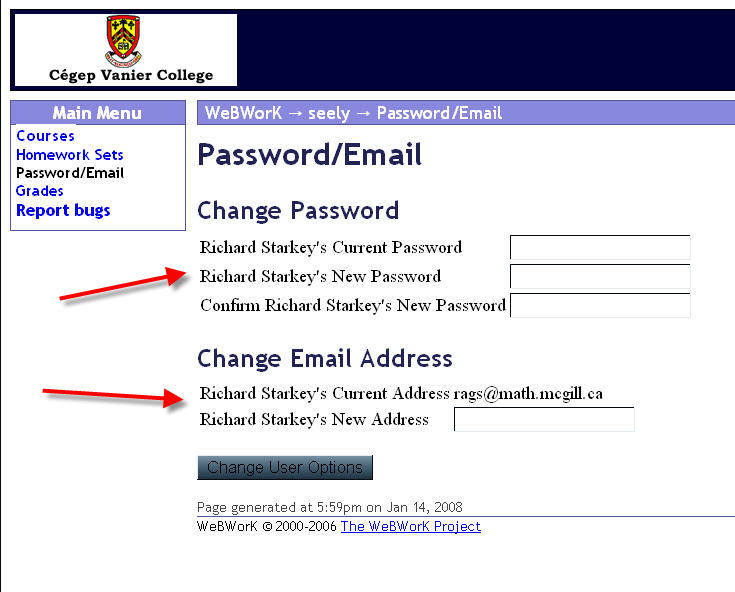 Cégep Vanier College
Main Menu
Courses
Homework Sets
Password/Email
Grades
Report bugs
WeBWorK → seely → Password/Email
Password/Email
Change Password
Richard Starkey's Current Password
Richard Starkey's New Password
Confirm Richard Starkey's New Password
Change Email Address
Richard Starkey's Current Address rags@math.mcgill.ca
Richard Starkey's New Address
Change User Options
Page generated at 5:59pm on Jan 14, 2008
WeBWorK © 2000-2006 The WeBWorK Project